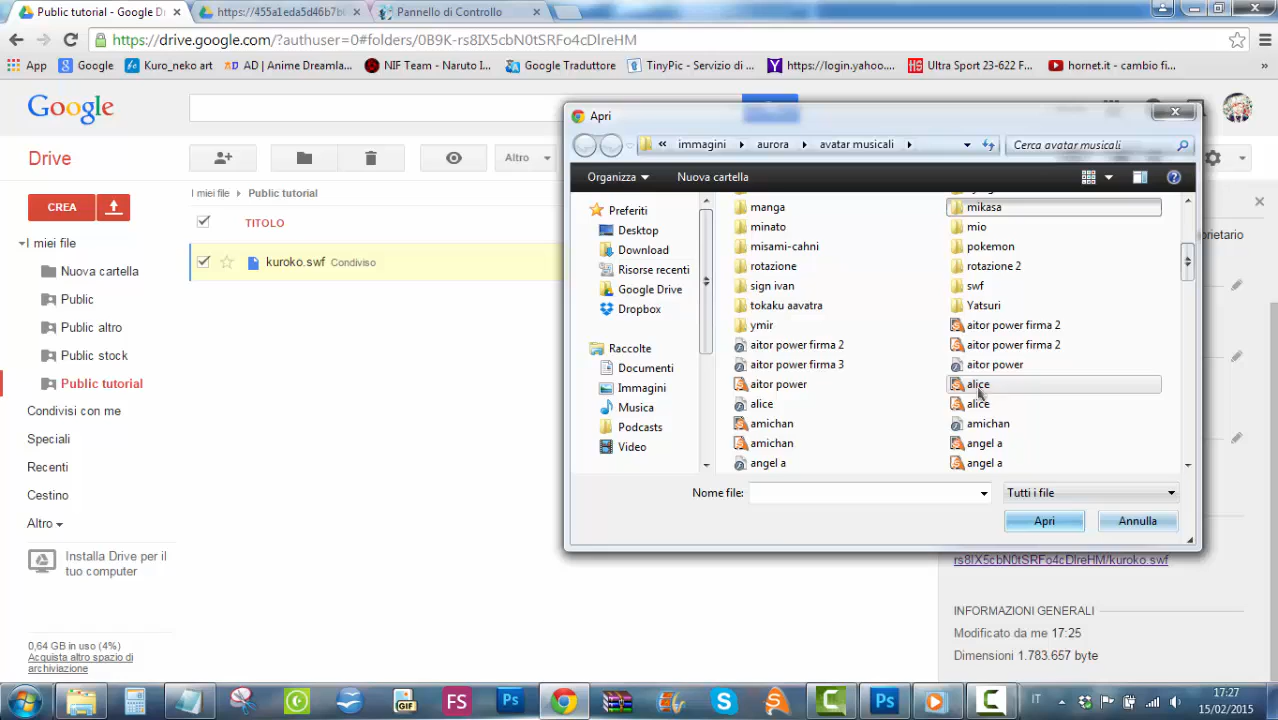 Public tutorial - Google D
https://455a1eda5d46b7b
Pannello di Controllo
https://drive.google.com/?authuser=0#folders/0B9K-rs8IX5cbN0tSRFo4cDlreHM
App
Google
Kuro_neko art
AD | Anime Dreamla...
NIF Team - Naruto I...
Google Traduttore
TinyPic - Servizio di ...
https://login.yahoo....
Ultra Sport 23-622 F...
hornet.it - cambio fi...
Google
Drive
Altro
CREA
I miei file
Nuova cartella
Public
Public altro
Public stock
Public tutorial
Condivisi con me
Speciali
Recenti
Cestino
Altro
Installa Drive per il
tuo computer
0,64 GB in uso (4%)
Acquista altro spazio di
archiviazione
I miei file
Public tutorial
TITOLO
kuroko.swf Condiviso
Apri
immagini
aurora
avatar musicali
Cerca avatar musicali
Organizza
Nuova cartella
Preferiti
Desktop
Download
Risorse recenti
Google Drive
Dropbox
Raccolte
Documenti
Immagini
Musica
Podcasts
Video
manga
mikasa
minato
mio
misami-cahni
pokemon
rotazione
rotazione 2
sign ivan
swf
tokaku aavatra
Yatsuri
ymir
aitor power firma 2
aitor power firma 2
aitor power firma 2
aitor power firma 3
aitor power
aitor power
alice
alice
alice
amichan
amichan
amichan
angel a
angel a
angel a
Nome file:
Tutti i file
Apri
Annulla
prietario
rs8IX5cbN0tSRFo4cDlreHM/kuroko.swf
INFORMAZIONI GENERALI
Modificato da me 17:25
Dimensioni 1.783.657 byte
GIF
FS
Ps
Ps
IT
17:27
15/02/2015